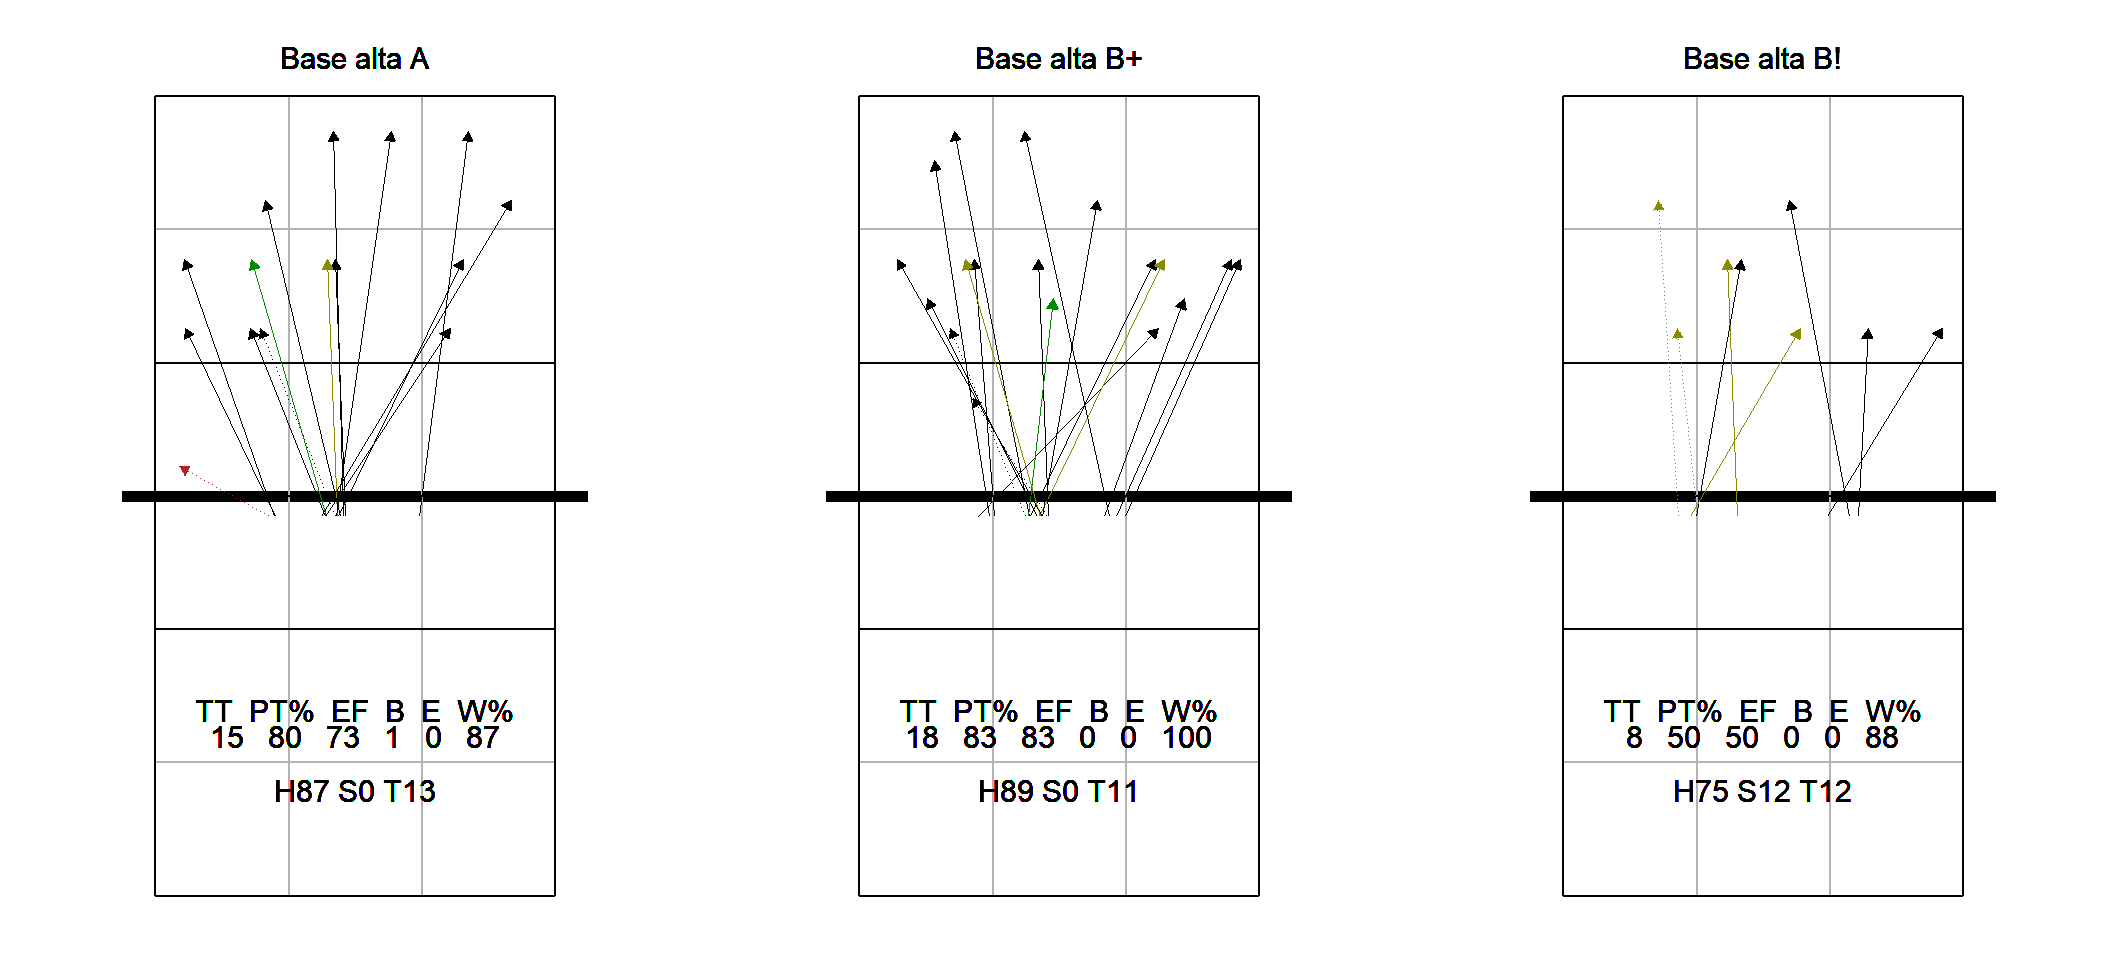 Base alta A
Base alta B+
Base alta B!
TT PT% EF B E W%
15 80 73 1 0 87
H87 S0 T13
TT PT% EF B E W%
18 83 83 0 0 100
H89 S0 T11
TT PT% EF B E W%
8 50 50 0 0 88
H75 S12 T12